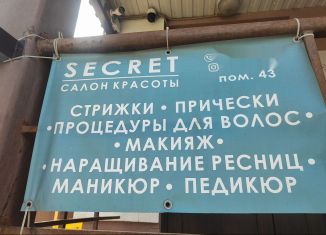 SECRET
САЛОН КРАСОТЫ
пом. 43
СТРИЖКИ • ПРИЧЕСКИ
•ПРОЦЕДУРЫ ДЛЯ ВОЛОС•
• МАКИЯЖ•
•НАРАЩИВАНИЕ РЕСНИЦ•
МАНИКЮР • ПЕДИКЮР